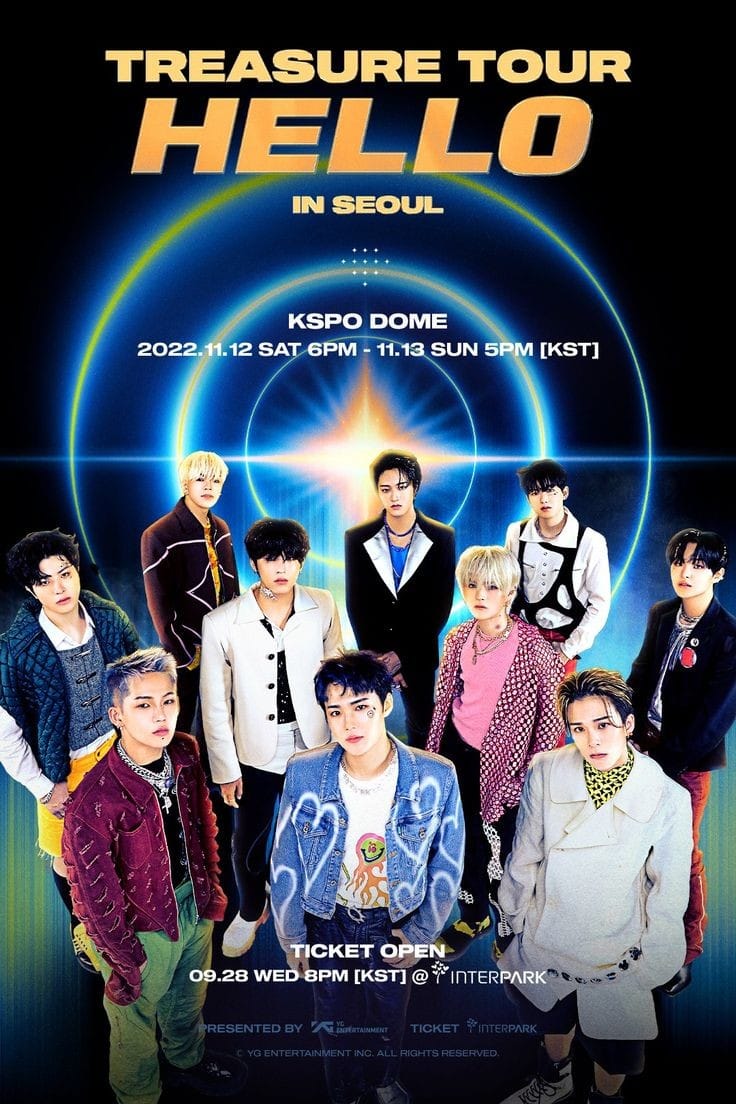 TREASURE TOUR
HELLO
IN SEOUL
KSPO DOME
2022.11.12 SAT 6PM - 11.13 SUN 5PM [KST]
TICKET OPEN
09.28 WED 8PM [KST] @ INTERPARK
PRESENTED BY YG ENTERTAINMENT TICKET INTERPARK
© YG ENTERTAINMENT INC. ALL RIGHTS RESERVED.